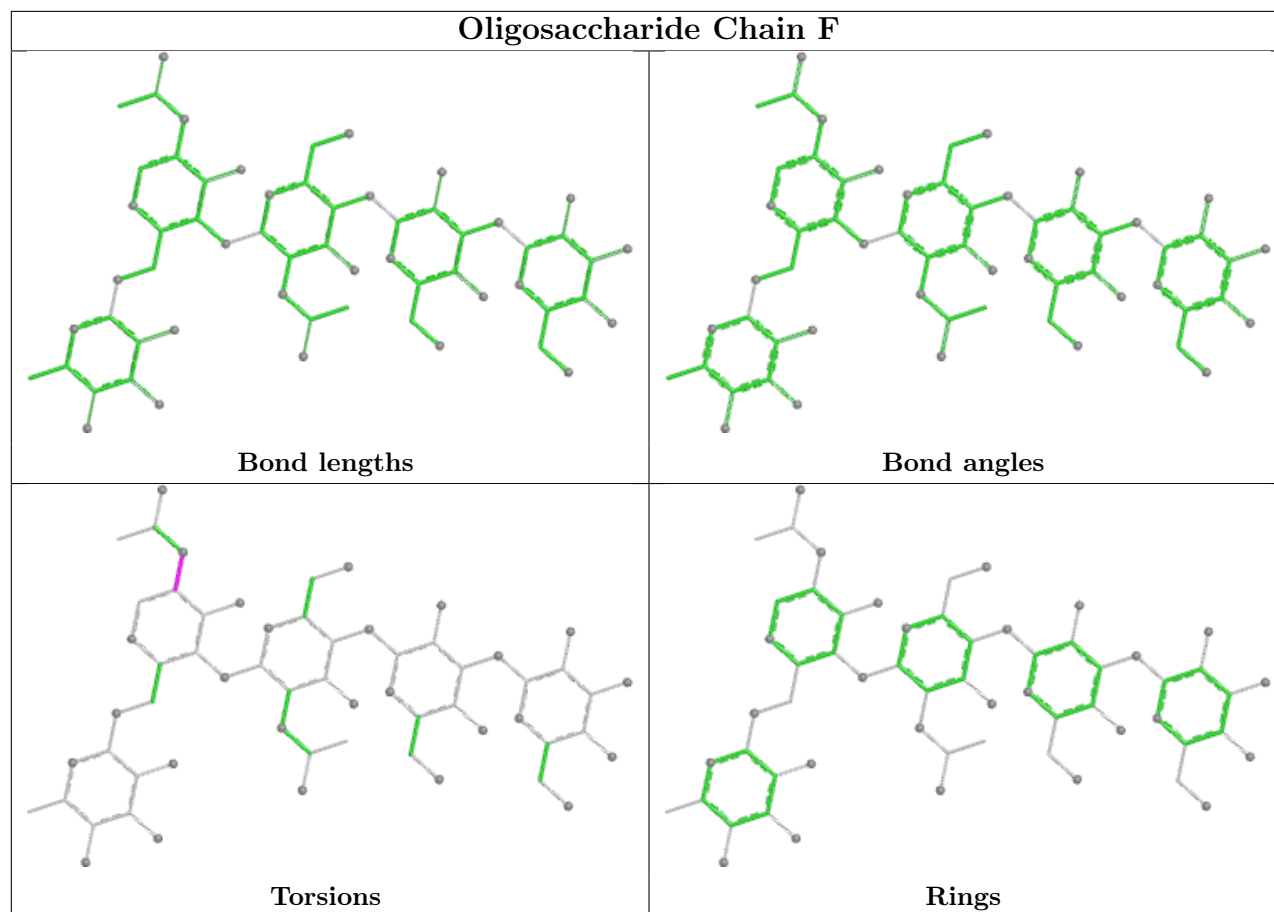 Oligosaccharide Chain F
Bond lengths
Bond angles
Torsions
Rings